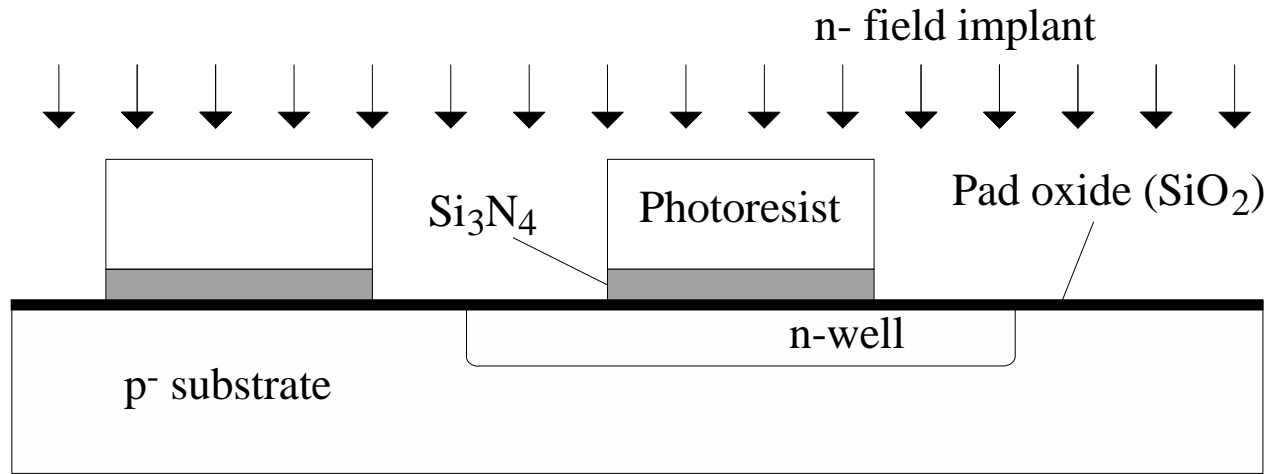 n- field implant
Si₃N₄
Photoresist
Pad oxide (SiO₂)
n-well
p⁻ substrate